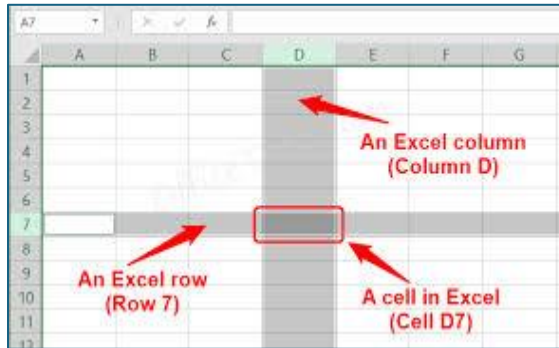 A7 fx
A B C D E F G
1
2
3
An Excel column
4
(Column D)
5
6
7
8
9
An Excel row
A cell in Excel
10
(Row 7)
(Cell D7)
11
12